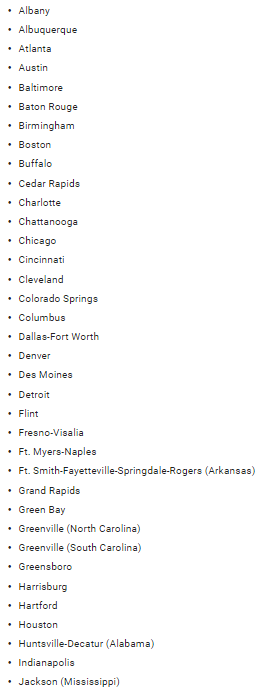 • Albany
• Albuquerque
• Atlanta
• Austin
• Baltimore
• Baton Rouge
• Birmingham
• Boston
• Buffalo
• Cedar Rapids
• Charlotte
• Chattanooga
• Chicago
• Cincinnati
• Cleveland
• Colorado Springs
• Columbus
• Dallas-Fort Worth
• Denver
• Des Moines
• Detroit
• Flint
• Fresno-Visalia
• Ft. Myers-Naples
• Ft. Smith-Fayetteville-Springdale-Rogers (Arkansas)
• Grand Rapids
• Green Bay
• Greenville (North Carolina)
• Greenville (South Carolina)
• Greensboro
• Harrisburg
• Hartford
• Houston
• Huntsville-Decatur (Alabama)
• Indianapolis
• Jackson (Mississippi)